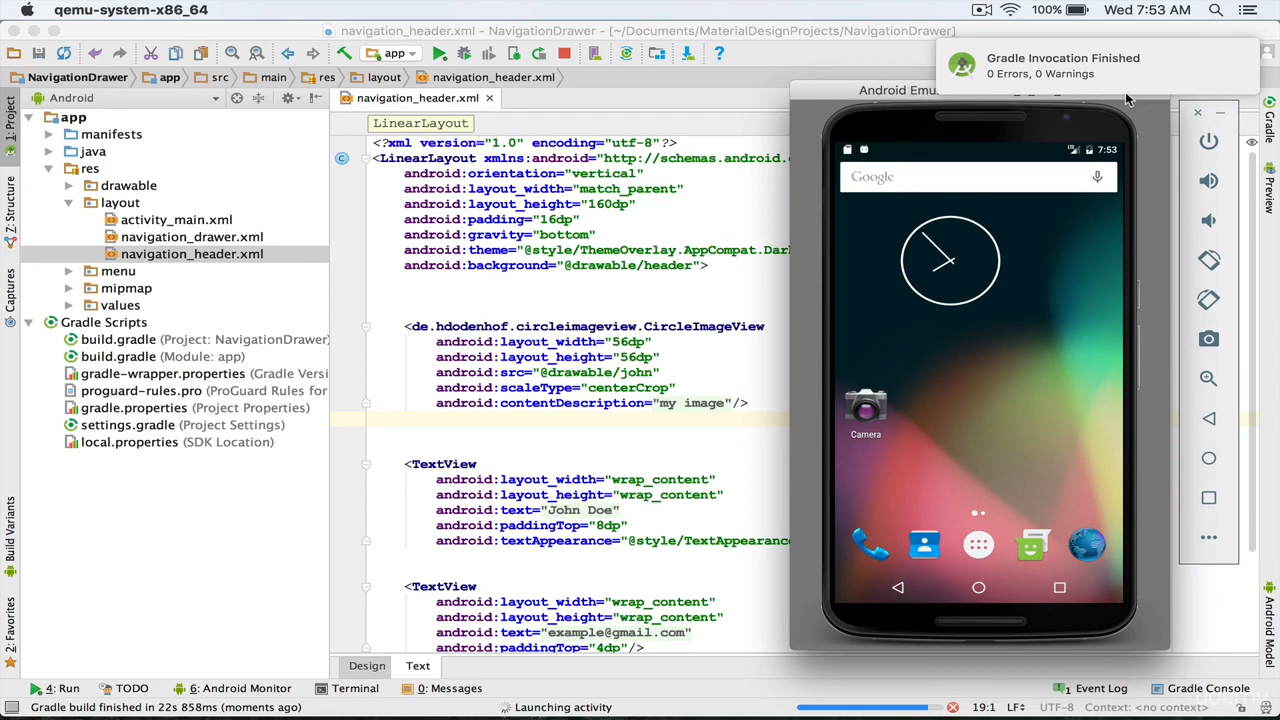 qemu-system-x86_64
100%
Wed 7:53 AM
navigation_header.xml - NavigationDrawer - [~/Documents/MaterialDesignProjects/NavigationDrawer]
app
Gradle Invocation Finished
0 Errors, 0 Warnings
NavigationDrawer
app
src
main
res
layout
navigation_header.xml
Android
navigation_header.xml
Android Emu
1: Project
Z: Structure
Captures
Build Variants
2: Favorites
app
manifests
java
res
drawable
layout
activity_main.xml
navigation_drawer.xml
navigation_header.xml
menu
mipmap
values
Gradle Scripts
build.gradle (Project: NavigationDrawer)
build.gradle (Module: app)
gradle-wrapper.properties (Gradle Versi
proguard-rules.pro (ProGuard Rules for
gradle.properties (Project Properties)
settings.gradle (Project Settings)
local.properties (SDK Location)
LinearLayout
C
<?xml version="1.0" encoding="utf-8"?>
<LinearLayout xmlns:android="http://schemas.android.c
android:orientation="vertical"
android:layout_width="match_parent"
android:layout_height="160dp"
android:padding="16dp"
android:gravity="bottom"
android:theme="@style/ThemeOverlay.AppCompat.Dark
android:background="@drawable/header">
<de.hdodenhof.circleimageview.CircleImageView
android:layout_width="56dp"
android:layout_height="56dp"
android:src="@drawable/john"
android:scaleType="centerCrop"
android:contentDescription="my image"/>
<TextView
android:layout_width="wrap_content"
android:layout_height="wrap_content"
android:text="John Doe"
android:paddingTop="8dp"
android:textAppearance="@style/TextAppearance
<TextView
android:layout_width="wrap_content"
android:layout_height="wrap_content"
android:text="example@gmail.com"
android:paddingTop="4dp"/>
Design
Text
7:53
Google
Camera
Gradle
Preview
Android Model
4: Run
TODO
6: Android Monitor
Terminal
0: Messages
1 Event Log
Gradle Console
Gradle build finished in 22s 858ms (moments ago)
Launching activity
19:1
LF
UTF-8
Context: <no context>